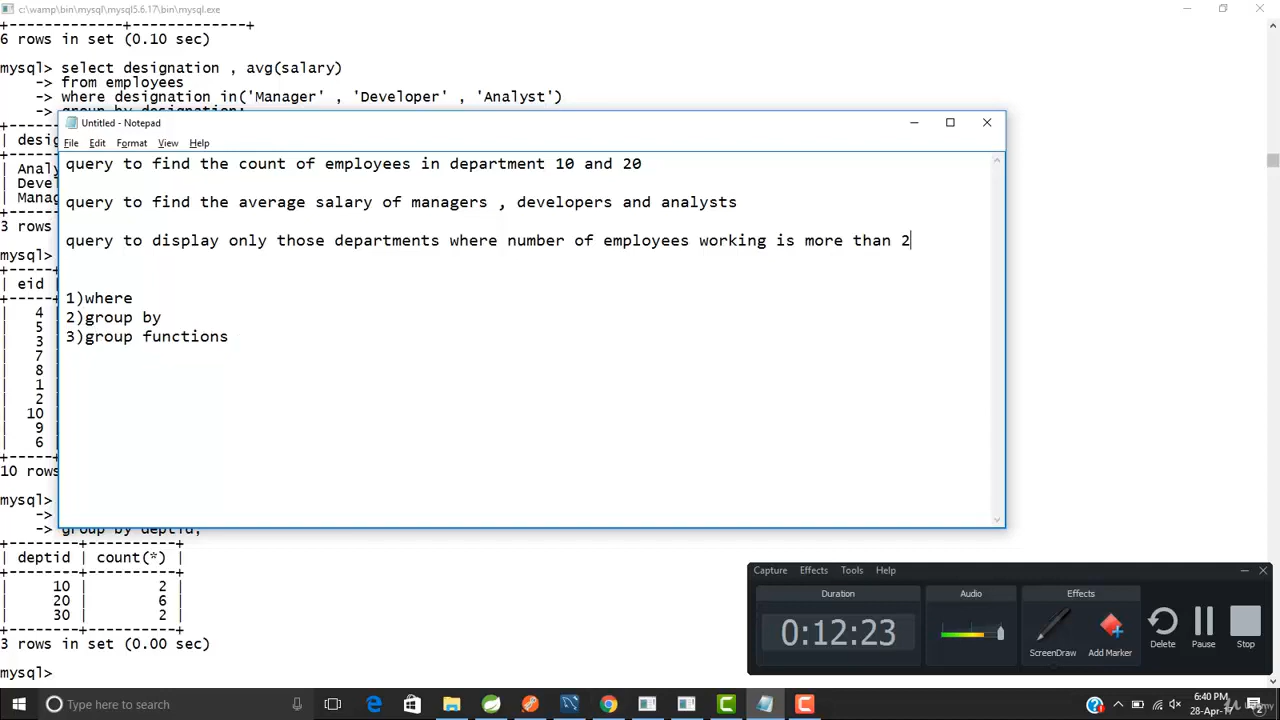 c:\wamp\bin\mysql\mysql5.6.17\bin\mysql.exe
+-------------+-------------+
6 rows in set (0.10 sec)
mysql> select designation , avg(salary)
-> from employees
-> where designation in('Manager' , 'Developer' , 'Analyst')
-> group by designation;
Untitled - Notepad
File Edit Format View Help
query to find the count of employees in department 10 and 20
query to find the average salary of managers , developers and analysts
query to display only those departments where number of employees working is more than 2
1)where
2)group by
3)group functions
3 rows
mysql>
| eid
| 4
| 5
| 3
| 7
| 8
| 1
| 2
| 10
| 9
| 6
10 rows
mysql>
->
-> group by deptid;
+--------+----------+
| deptid | count(*) |
+--------+----------+
| 10 | 2 |
| 20 | 6 |
| 30 | 2 |
+--------+----------+
3 rows in set (0.00 sec)
mysql>
Capture Effects Tools Help
Duration Audio Effects
0:12:23
ScreenDraw Add Marker Delete Pause Stop
Type here to search
6:40 PM
28-Apr-17